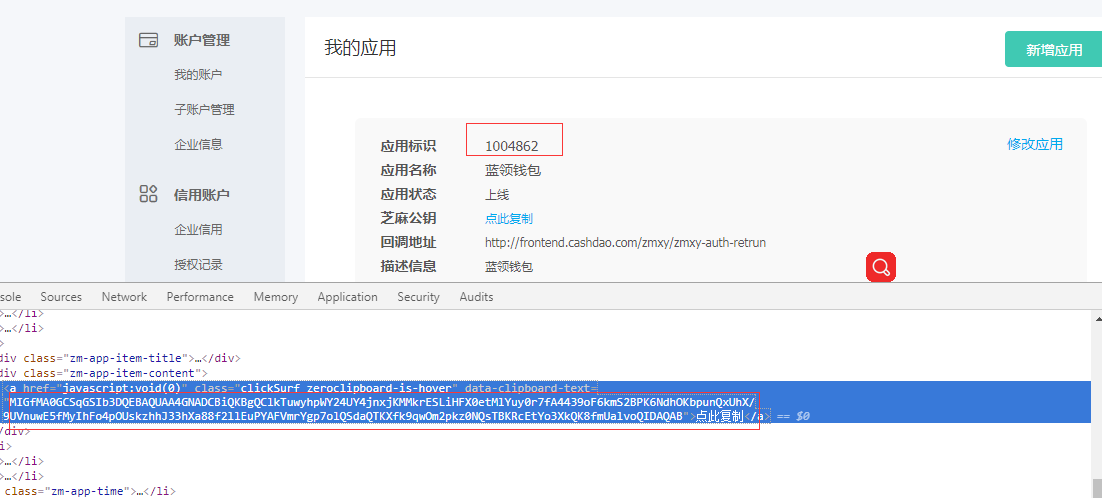 账户管理
我的账户
子账户管理
企业信息
信用账户
企业信用
授权记录
我的应用
新增应用
应用标识 1004862 修改应用
应用名称 蓝领钱包
应用状态 上线
芝麻公钥 点此复制
回调地址 http://frontend.cashdao.com/zmxy/zmxy-auth-retrun
描述信息 蓝领钱包
sole Sources Network Performance Memory Application Security Audits
>…</li>
>…</li>
>
div class="zm-app-item-title">…</div>
div class="zm-app-item-content">
<a href="javascript:void(0)" class="clickSurf zeroclipboard-is-hover" data-clipboard-text=
"MIGfMA0GCSqGSIb3DQEBAQUAA4GNADCBiQKBgQClkTuwyhpWY24UV4jnxjKMMkrESLiHFX0etMlYuy0r7fA4439oF6kmS2BPK6NdhOKbpunQxUhX/
9UVnuwE5fMyIhFo4pOUskzhhJ33hXa88f2llEuPYAFVmrYgp7olQSdaQTKXfk9qwOm2pkz0NQsTBKRcEtYo3XkQK8fmUalvoQIDAQAB">点此复制</a> == $0
/div>
i>
>…</li>
>…</li>
class="zm-app-time">…</li>